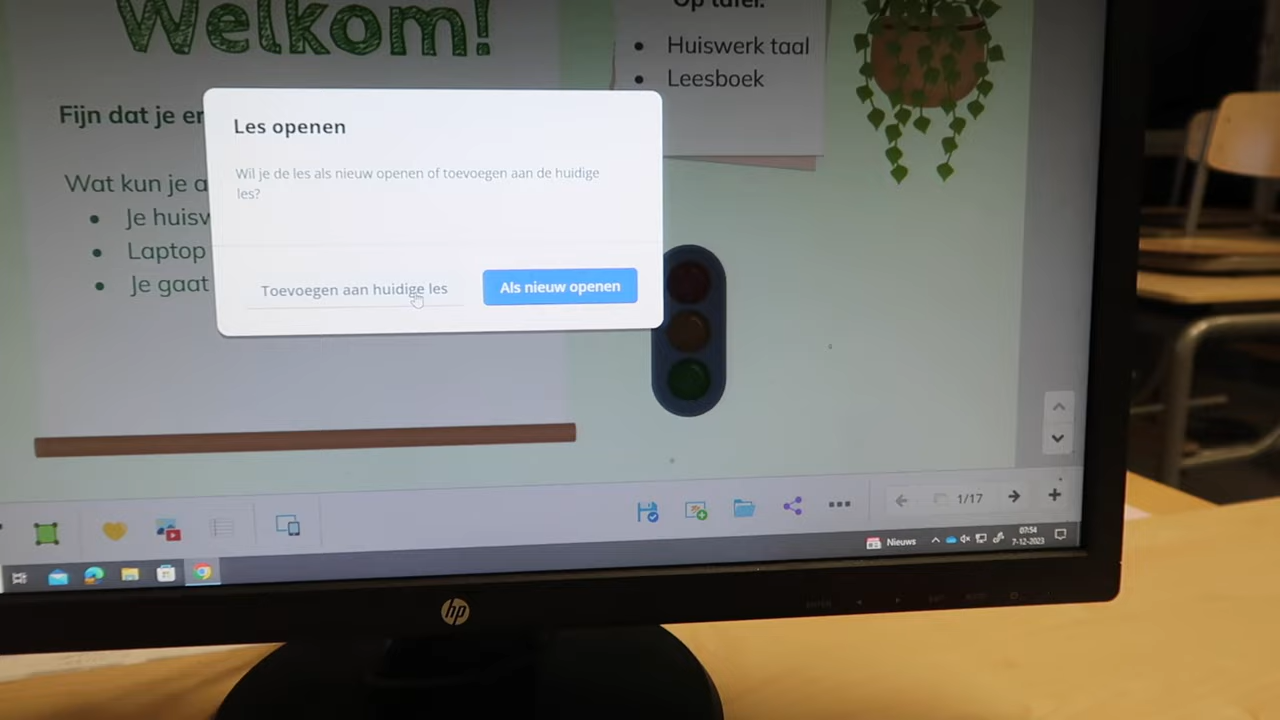 Welkom!
Op tafel:
Huiswerk taal
Leesboek
Fijn dat je er
Les openen
Wil je de les als nieuw openen of toevoegen aan de huidige
les?
Wat kun je a
Je huisw
Laptop
Je gaat
Toevoegen aan huidige les
Als nieuw openen
1/17
Nieuws
07:54
7-12-2023
hp